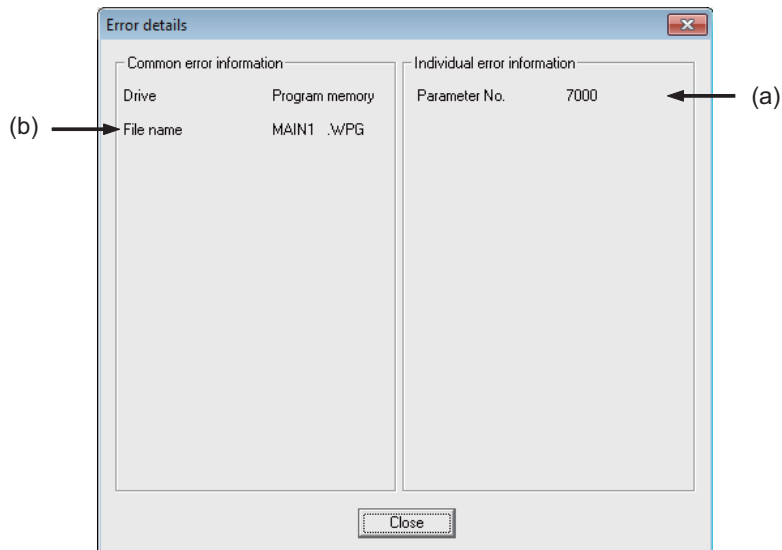 Error details
Common error information
Individual error information
Drive Program memory
Parameter No. 7000
(a)
(b)
File name MAIN1 .WPG
Close